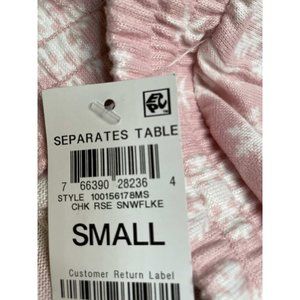 SEPARATES TABLE
7 66390 28236 4
STYLE 100156178MS
CHK RSE SNWFLKE
SMALL
Customer Return Label